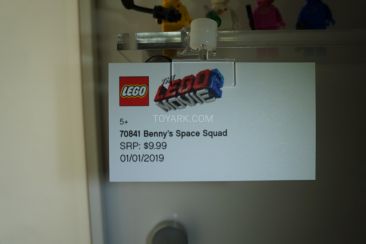 LEGO
THE
LEGO
MOVIE 2
TOYARK.COM
5+
70841 Benny's Space Squad
SRP: $9.99
01/01/2019